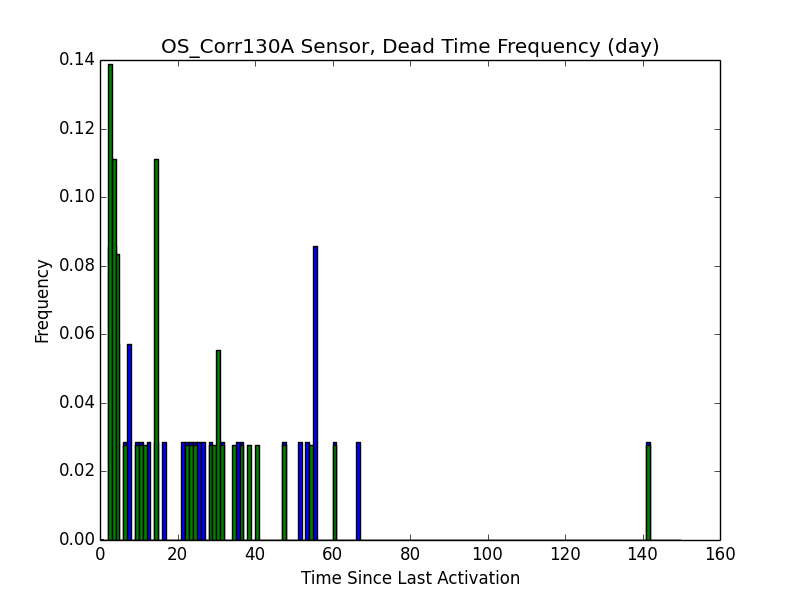 OS_Corr130A Sensor, Dead Time Frequency (day)
0.14
0.12
0.10
0.08
0.06
0.04
0.02
0.00
Frequency
0 20 40 60 80 100 120 140 160
Time Since Last Activation